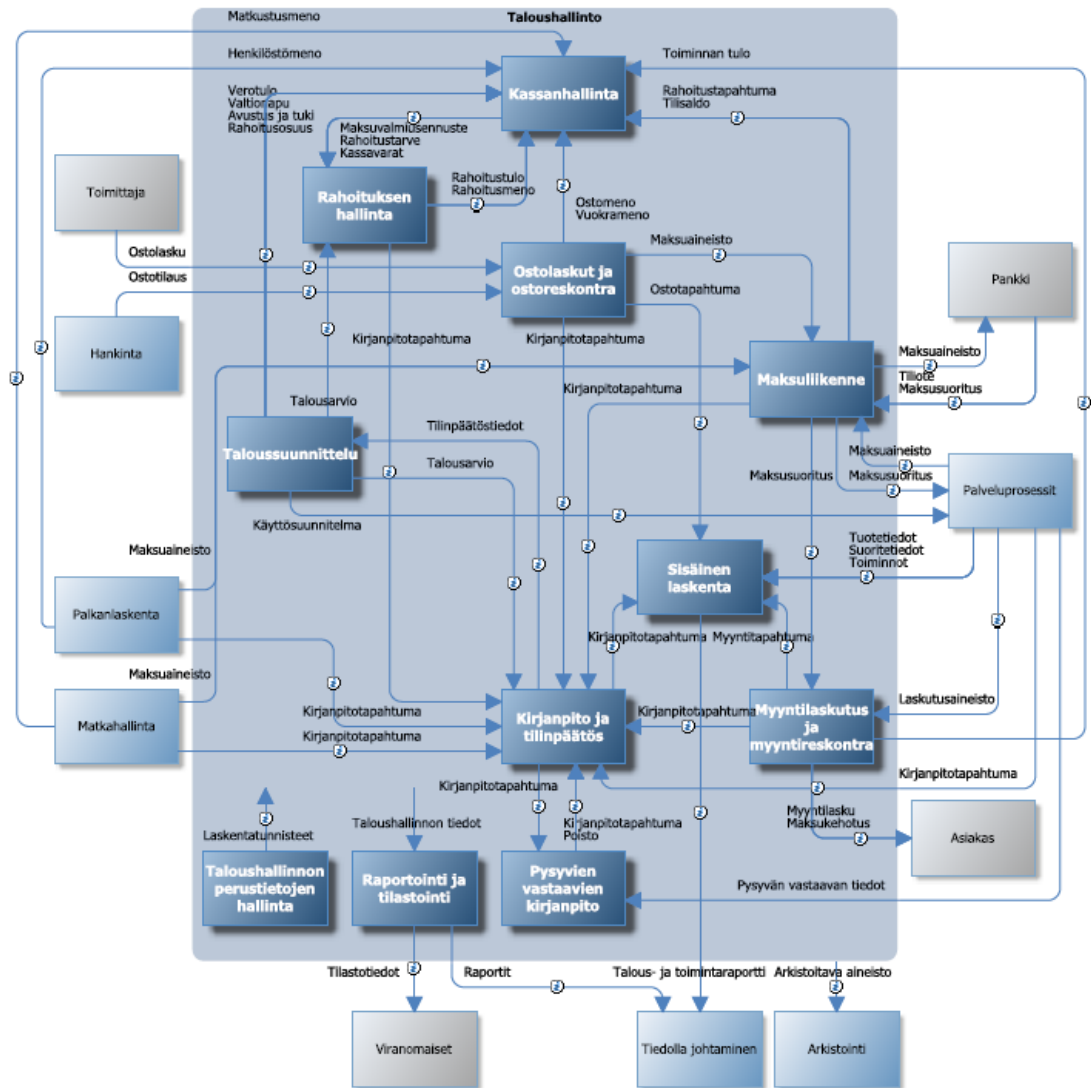 Matkustusmeno
Taloushallinto
Henkilöstömeno
Toiminnan tulo
Verotulo
Valtionapu
Avustus ja tuki
Rahoitusosuus
Kassanhallinta
Rahoitustapahtuma
Tilisaldo
Maksuvalmiusennuste
Rahoitustarve
Kassavarat
Toimittaja
Rahoituksen
hallinta
Rahoitustulo
Rahoitusmeno
Ostomeno
Vuokrameno
Maksuaineisto
Ostolasku
Ostotilaus
Ostolaskut ja
ostoreskontra
Ostotapahtuma
Pankki
Hankinta
Kirjanpitotapahtuma
Kirjanpitotapahtuma
Maksuaineisto
Tiliote
Maksusuoritus
Kirjanpitotapahtuma
Maksuliikenne
Talousarvio
Tilinpäätöstiedot
Taloussuunnittelu
Talousarvio
Maksuaineisto
Maksusuoritus
Maksusuoritus
Palveluprosessit
Käyttösuunnitelma
Maksuaineisto
Tuotetiedot
Suoritetiedot
Toiminnot
Sisäinen
laskenta
Palkanlaskenta
Kirjanpitotapahtuma
Myyntitapahtuma
Maksuaineisto
Laskutusaineisto
Matkahallinta
Kirjanpitotapahtuma
Kirjanpitotapahtuma
Kirjanpito ja
tilinpäätös
Kirjanpitotapahtuma
Myyntilaskutus
ja
myyntireskontra
Kirjanpitotapahtuma
Kirjanpitotapahtuma
Laskentatunnisteet
Taloushallinnon tiedot
Kirjanpitotapahtuma
Poisto
Myyntilasku
Maksukehotus
Asiakas
Taloushallinnon
perustietojen
hallinta
Raportointi ja
tilastointi
Pysyvien
vastaavien
kirjanpito
Pysyvän vastaavan tiedot
Tilastotiedot
Raportit
Talous- ja toimintaraportti
Arkistoitava aineisto
Viranomaiset
Tiedolla johtaminen
Arkistointi